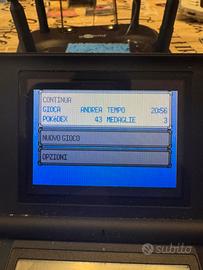 CONTINUA
GIOCA ANDREA TEMPO 20:56
POKéDEX 43 MEDAGLIE 3
NUOVO GIOCO
OPZIONI
subito